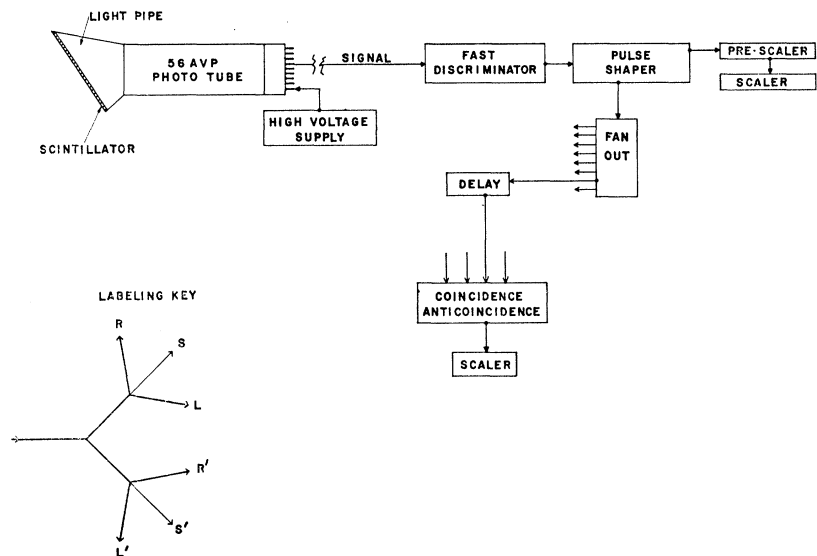 LIGHT PIPE
56 AVP
PHOTO TUBE
SIGNAL
FAST
DISCRIMINATOR
PULSE
SHAPER
PRE-SCALER
SCALER
HIGH VOLTAGE
SUPPLY
SCINTILLATOR
FAN
OUT
DELAY
COINCIDENCE
ANTICOINCIDENCE
SCALER
LABELING KEY
R
S
L
R'
S'
L'